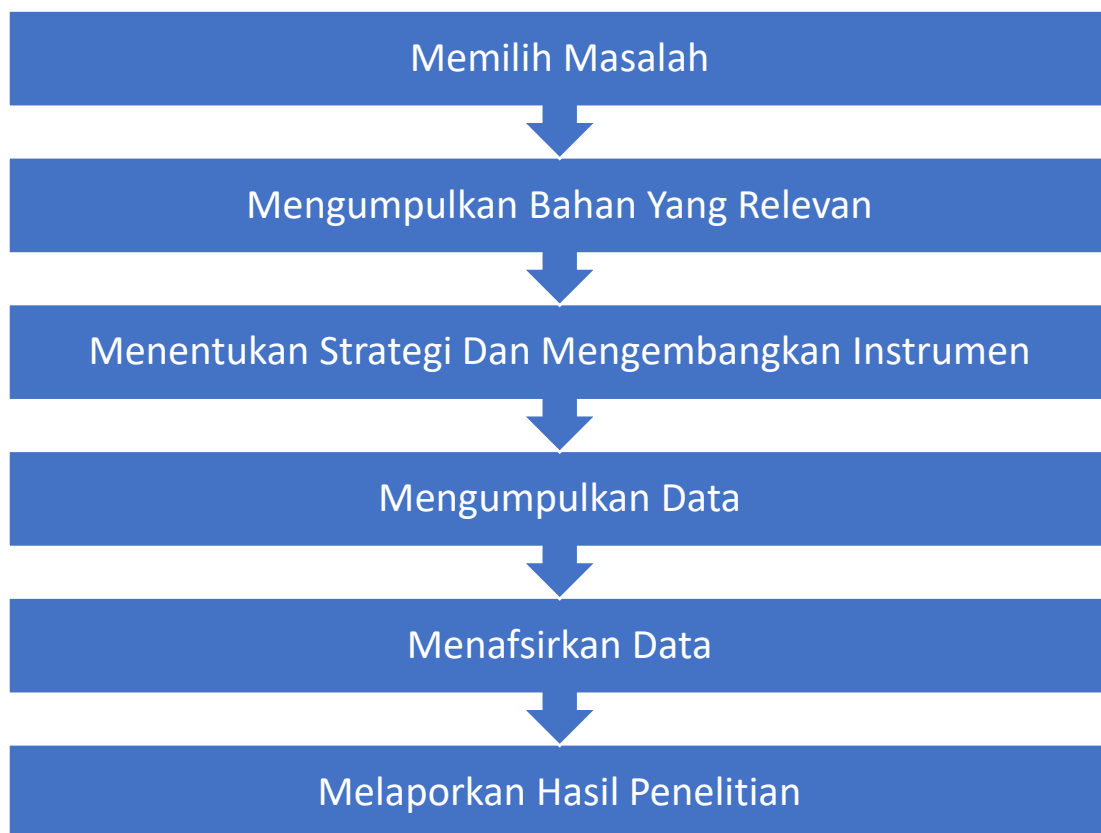 Memilih Masalah
Mengumpulkan Bahan Yang Relevan
Menentukan Strategi Dan Mengembangkan Instrumen
Mengumpulkan Data
Menafsirkan Data
Melaporkan Hasil Penelitian